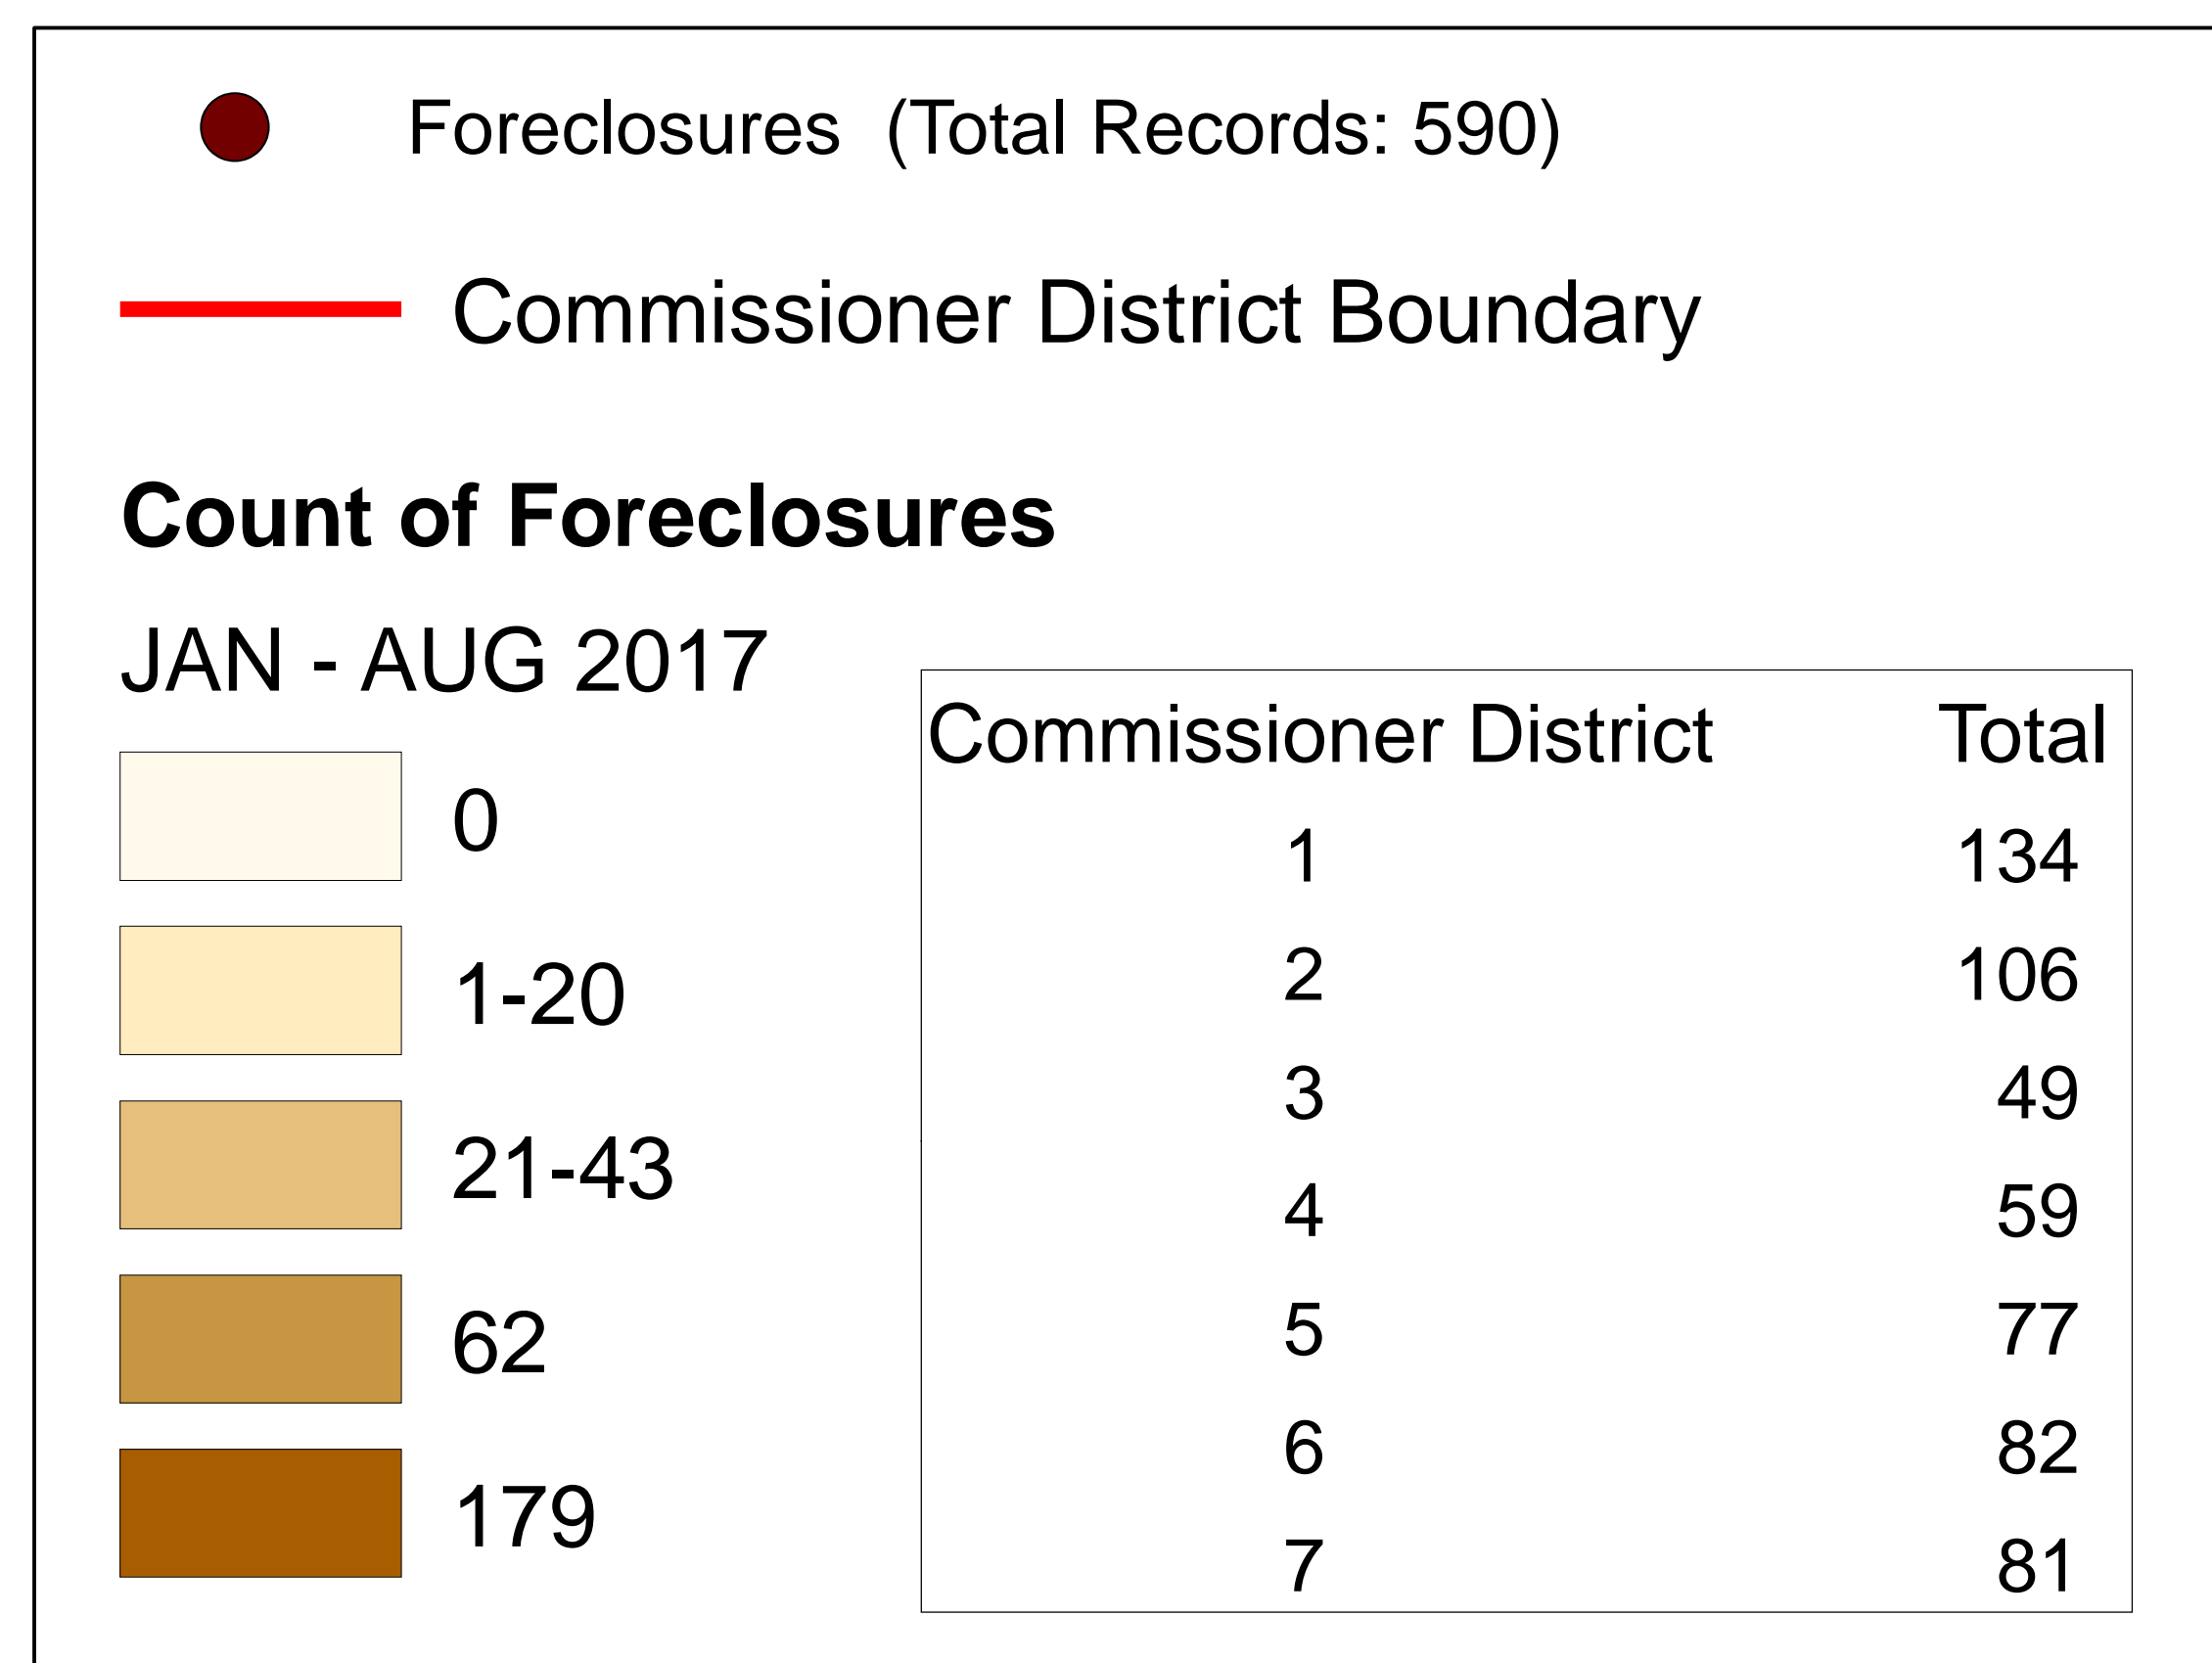 Foreclosures (Total Records: 590)
Commissioner District Boundary
Count of Foreclosures
JAN - AUG 2017
0
1-20
21-43
62
179
Commissioner District Total
1 134
2 106
3 49
4 59
5 77
6 82
7 81